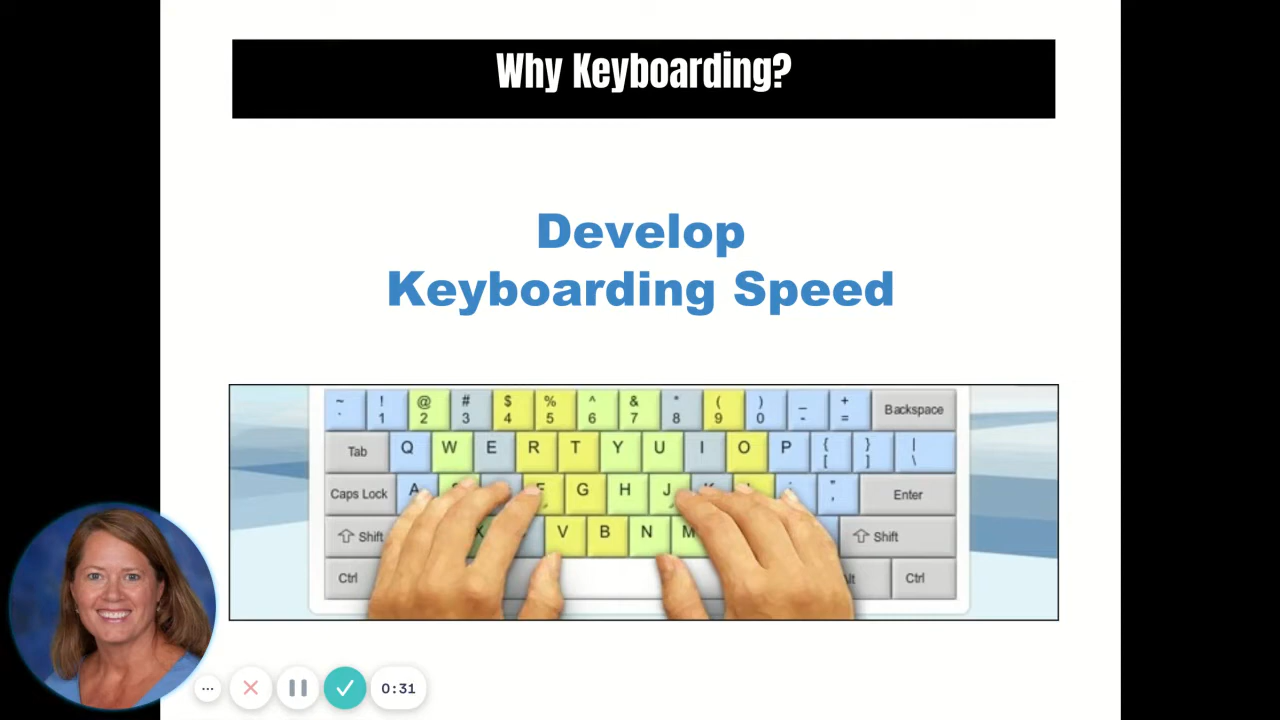 Why Keyboarding?
Develop
Keyboarding Speed
~ ! @ # $ % ^ & * ( ) _ +
` 1 2 3 4 5 6 7 8 9 0 - = Backspace
Tab Q W E R T Y U I O P { } |
[ ] \
Caps Lock A G H J : " Enter
; '
Shift X V B N M Shift
Ctrl Alt Ctrl
... 0:31